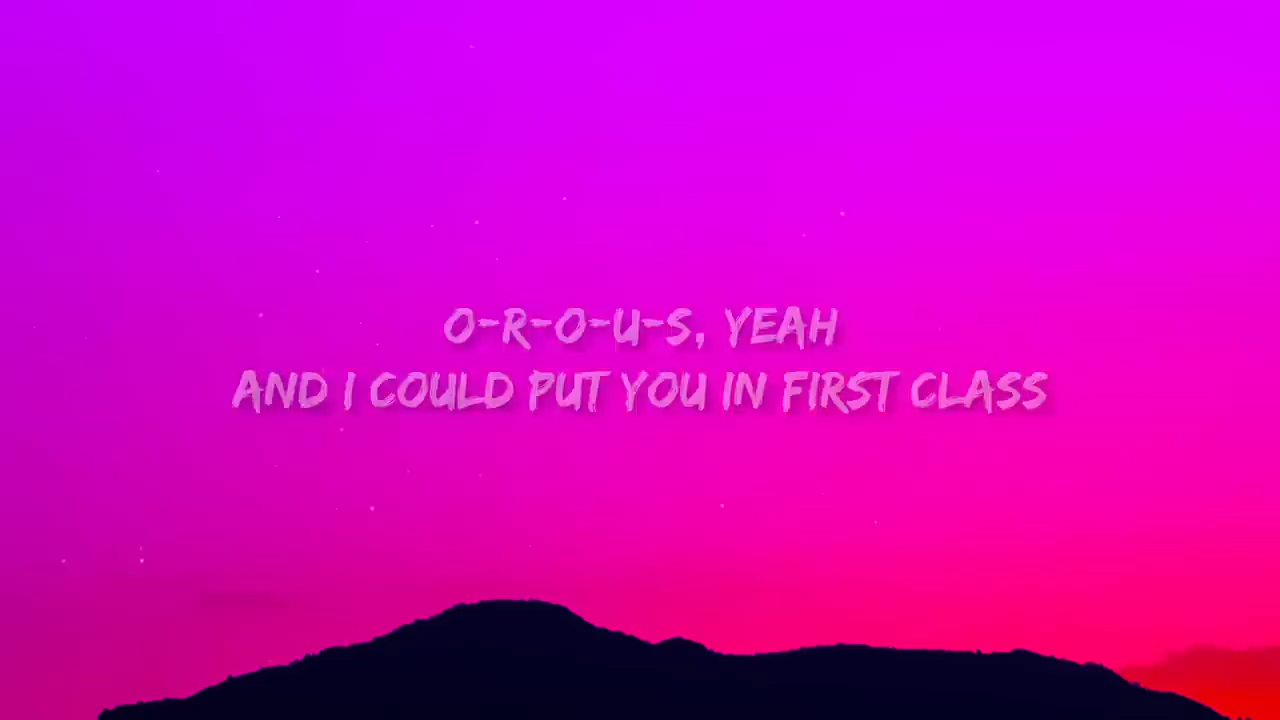 O-R-O-U-S, YEAH
AND I COULD PUT YOU IN FIRST CLASS